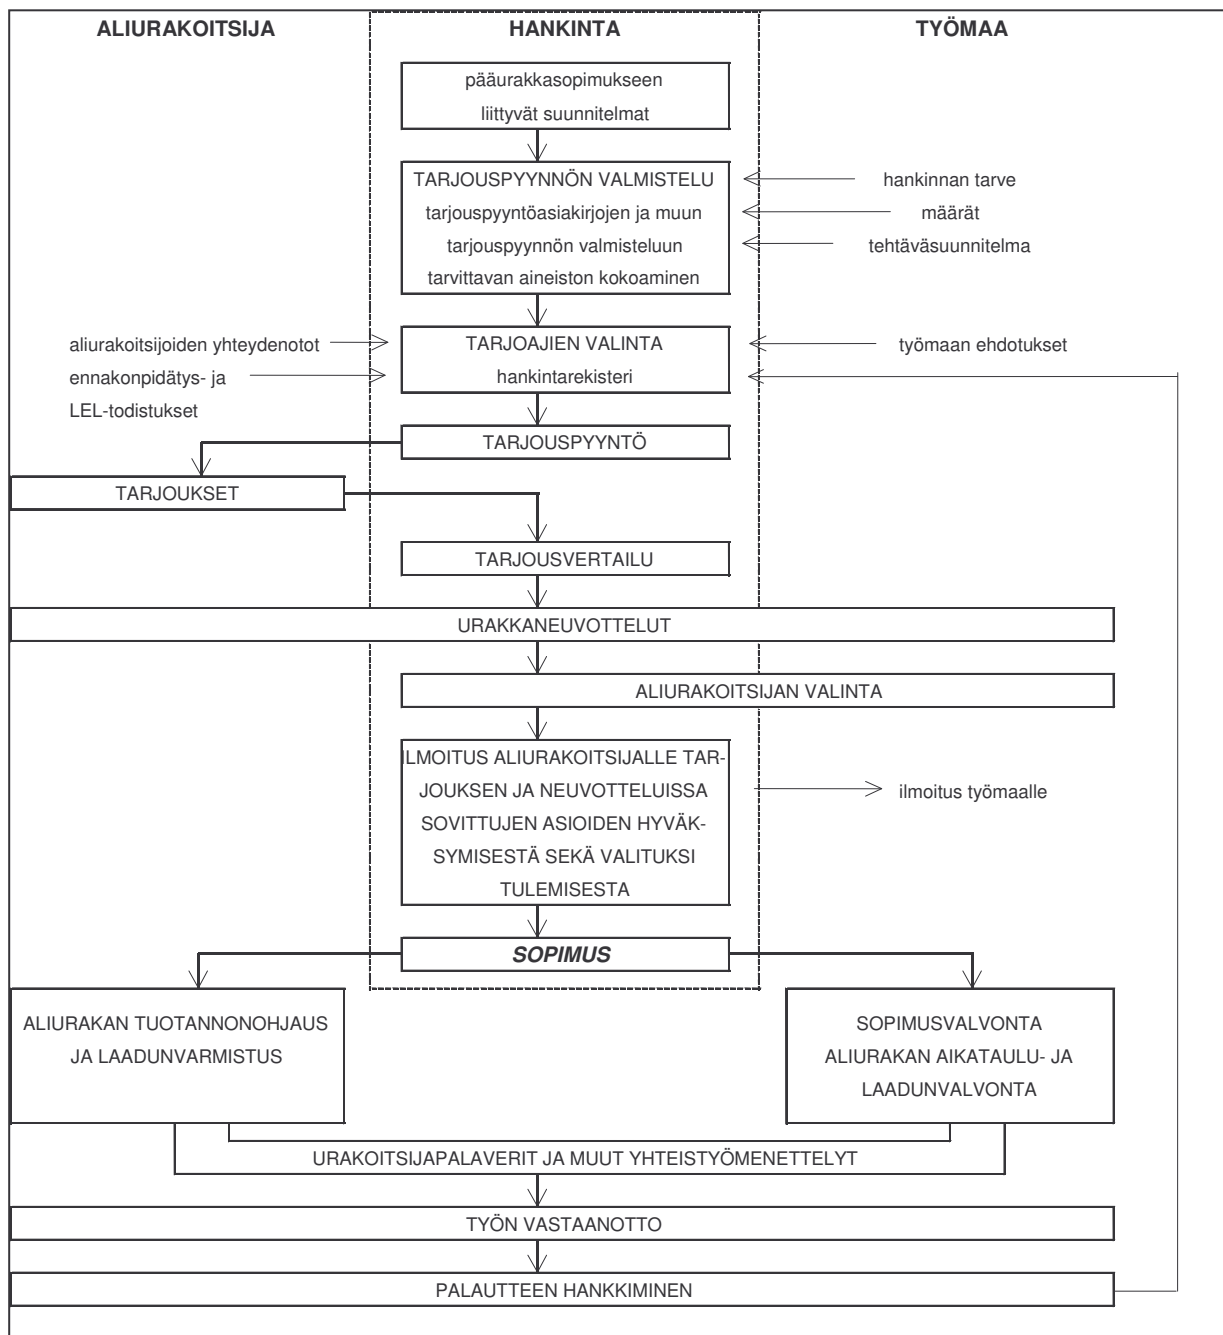 ALIURAKOITSIJA
HANKINTA
TYÖMAA
pääurakkasopimukseen
liittyvät suunnitelmat
TARJOUSPYYNNÖN VALMISTELU
tarjouspyyntöasiakirjojen ja muun
tarjouspyynnön valmisteluun
tarvittavan aineiston kokoaminen
hankinnan tarve
määrät
tehtäväsuunnitelma
aliurakoitsijoiden yhteydenotot
ennakonpidätys- ja
LEL-todistukset
TARJOAJIEN VALINTA
hankintarekisteri
työmaan ehdotukset
TARJOUSPYYNTÖ
TARJOUKSET
TARJOUSVERTAILU
URAKKANEUVOTTELUT
ALIURAKOITSIJAN VALINTA
ILMOITUS ALIURAKOITSIJALLE TAR-
JOUKSEN JA NEUVOTTELUISSA
SOVITTUJEN ASIOIDEN HYVÄK-
SYMISESTÄ SEKÄ VALITUKSI
TULEMISESTA
ilmoitus työmaalle
SOPIMUS
ALIURAKAN TUOTANNONOHJAUS
JA LAADUNVARMISTUS
SOPIMUSVALVONTA
ALIURAKAN AIKATAULU- JA
LAADUNVALVONTA
URAKOITSIJAPALAVERIT JA MUUT YHTEISTYÖMENETTELYT
TYÖN VASTAANOTTO
PALAUTTEEN HANKKIMINEN